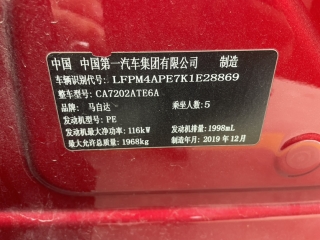 中国 中国第一汽车集团有限公司 制造
车辆识别代号: LFPM4APE7K1E28869
整车型号: CA7202ATE6A
品牌: 马自达 乘坐人数: 5
发动机型号: PE
最大净功率: 116kW 发动机排量: 1998mL
最大允许总质量: 1968kg 制造年月: 2019 年 12月